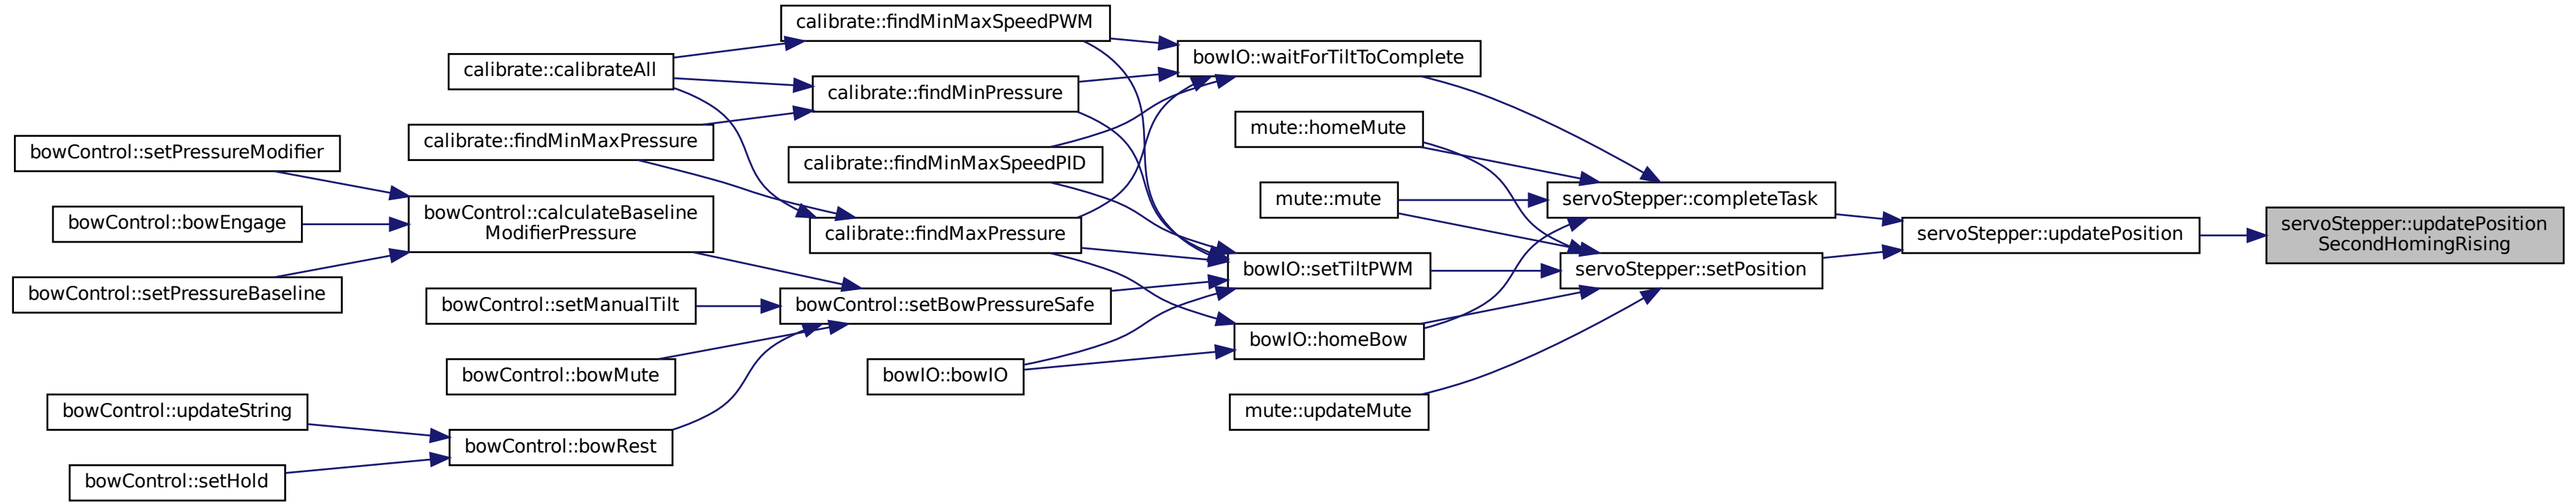 calibrate::findMinMaxSpeedPWM
bowIO::waitForTiltToComplete
calibrate::calibrateAll
calibrate::findMinPressure
mute::homeMute
calibrate::findMinMaxPressure
bowControl::setPressureModifier
calibrate::findMinMaxSpeedPID
mute::mute
servoStepper::completeTask
bowControl::calculateBaseline
ModifierPressure
bowControl::bowEngage
calibrate::findMaxPressure
servoStepper::updatePosition
servoStepper::updatePosition
SecondHomingRising
bowIO::setTiltPWM
servoStepper::setPosition
bowControl::setPressureBaseline
bowControl::setManualTilt
bowControl::setBowPressureSafe
bowIO::homeBow
bowControl::bowMute
bowIO::bowIO
bowControl::updateString
mute::updateMute
bowControl::bowRest
bowControl::setHold